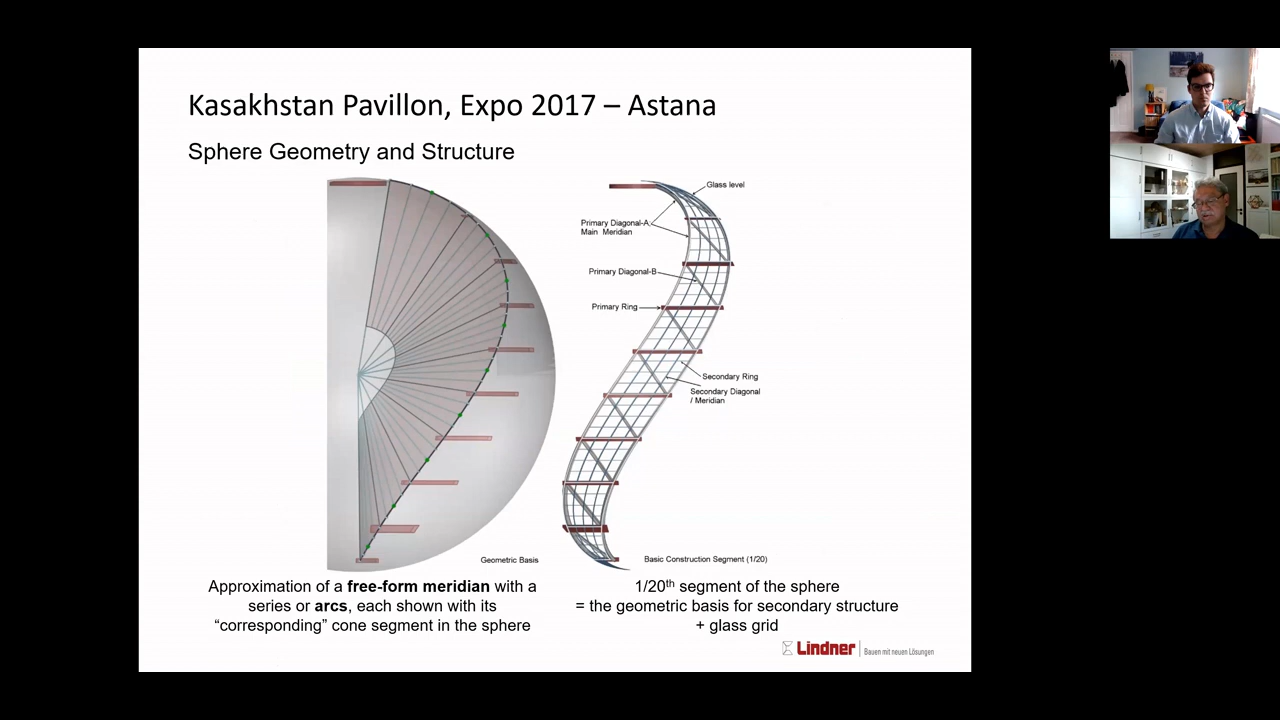 Kasakhstan Pavillon, Expo 2017 – Astana
Sphere Geometry and Structure
Glass level
Primary Diagonal-A
Main Meridian
Primary Diagonal-B
Primary Ring
Secondary Ring
Secondary Diagonal
/ Meridian
Geometric Basis
Basic Construction Segment (1/20)
Approximation of a free-form meridian with a
series or arcs, each shown with its
“corresponding” cone segment in the sphere
1/20th segment of the sphere
= the geometric basis for secondary structure
+ glass grid
Lindner
Bauen mit neuen Lösungen